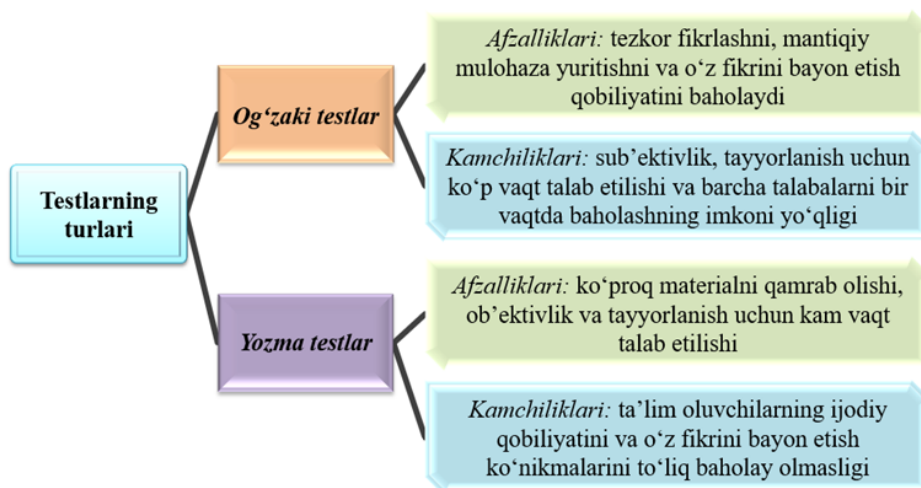 Testlarning
turlari
Og‘zaki testlar
Afzalliklari: tezkor fikrlashni, mantiqiy
mulohaza yuritishni va o‘z fikrini bayon etish
qobiliyatini baholaydi
Kamchiliklari: sub’ektivlik, tayyorlanish uchun
ko‘p vaqt talab etilishi va barcha talabalarni bir
vaqtda baholashning imkoni yo‘qligi
Yozma testlar
Afzalliklari: ko‘proq materialni qamrab olishi,
ob’ektivlik va tayyorlanish uchun kam vaqt
talab etilishi
Kamchiliklari: ta’lim oluvchilarning ijodiy
qobiliyatini va o‘z fikrini bayon etish
ko‘nikmalarini to‘liq baholay olmasligi